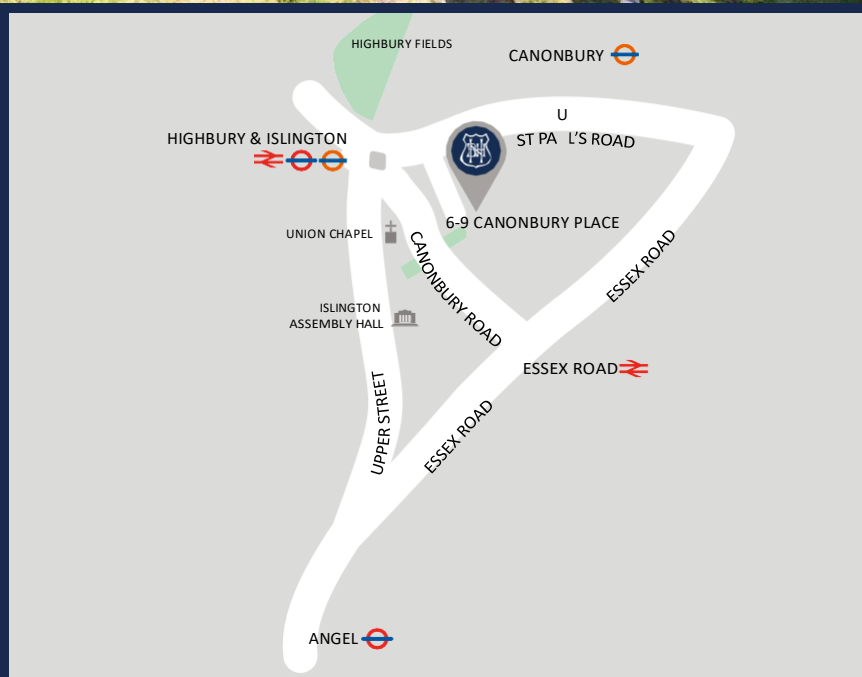 HIGHBURY FIELDS
CANONBURY
U
ST PA L'S ROAD
HIGHBURY & ISLINGTON
6-9 CANONBURY PLACE
UNION CHAPEL
CANONBURY ROAD
ESSEX ROAD
ISLINGTON
ASSEMBLY HALL
ESSEX ROAD
UPPER STREET
ESSEX ROAD
ANGEL